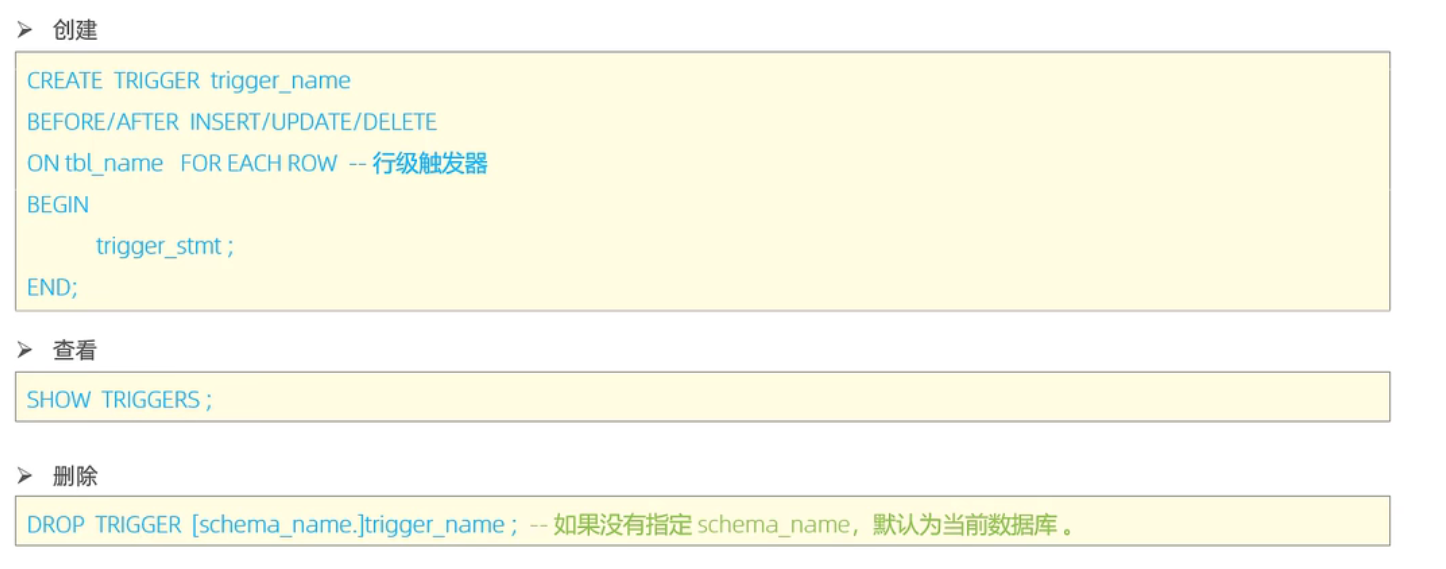 ➢ 创建
CREATE TRIGGER trigger_name
BEFORE/AFTER INSERT/UPDATE/DELETE
ON tbl_name FOR EACH ROW -- 行级触发器
BEGIN
trigger_stmt ;
END;
➢ 查看
SHOW TRIGGERS ;
➢ 删除
DROP TRIGGER [schema_name.]trigger_name ; -- 如果没有指定 schema_name，默认为当前数据库 。